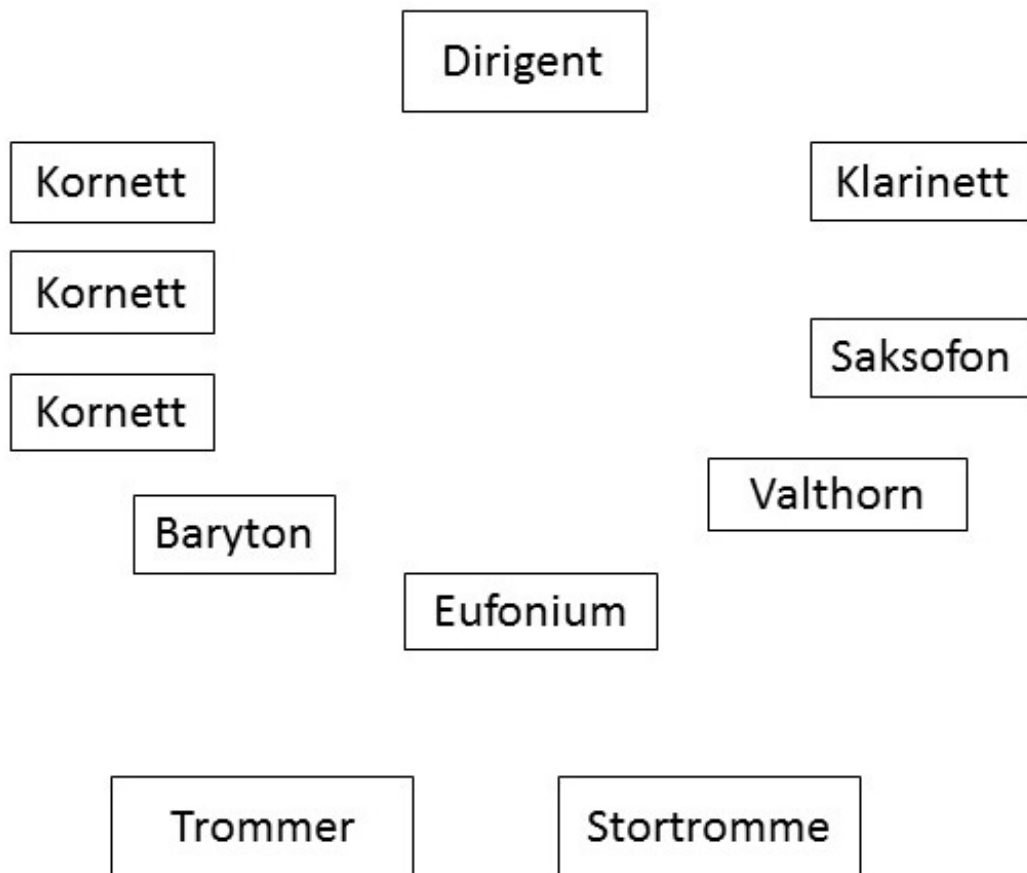 Dirigent
Kornett
Klarinett
Kornett
Saksofon
Kornett
Valthorn
Baryton
Eufonium
Trommer
Stortromme